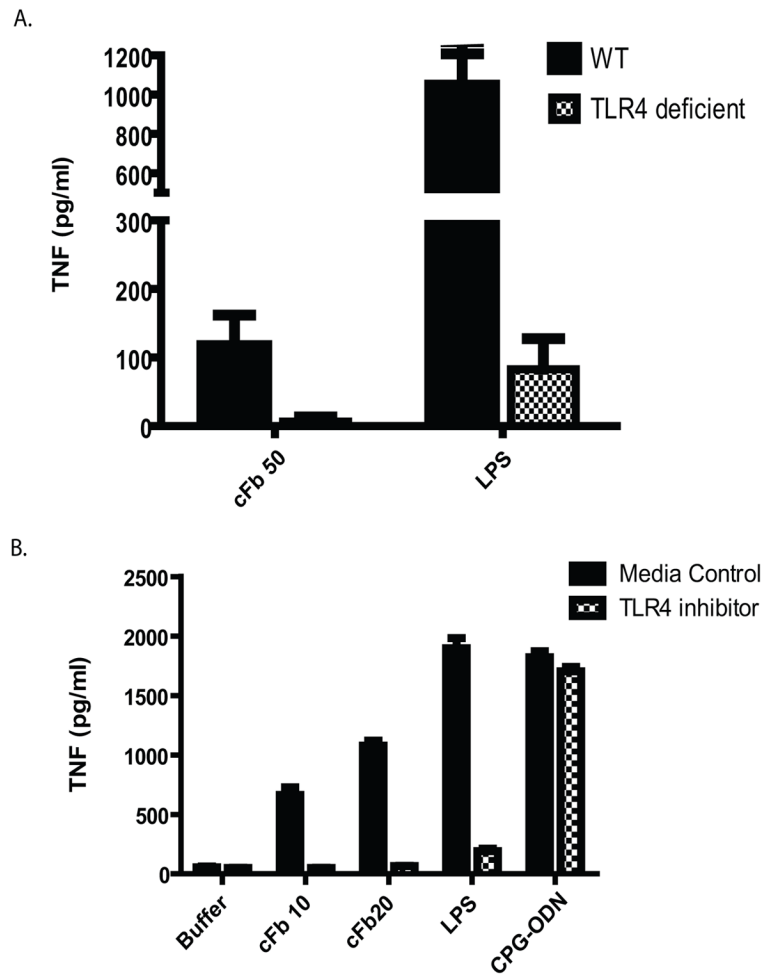 A.
WT
TLR4 deficient
TNF (pg/ml)
1200
1000
800
600
300
200
100
0
cFb 50
LPS
B.
Media Control
TLR4 inhibitor
TNF (pg/ml)
2500
2000
1500
1000
500
0
Buffer
cFb 10
cFb20
LPS
CPG-ODN